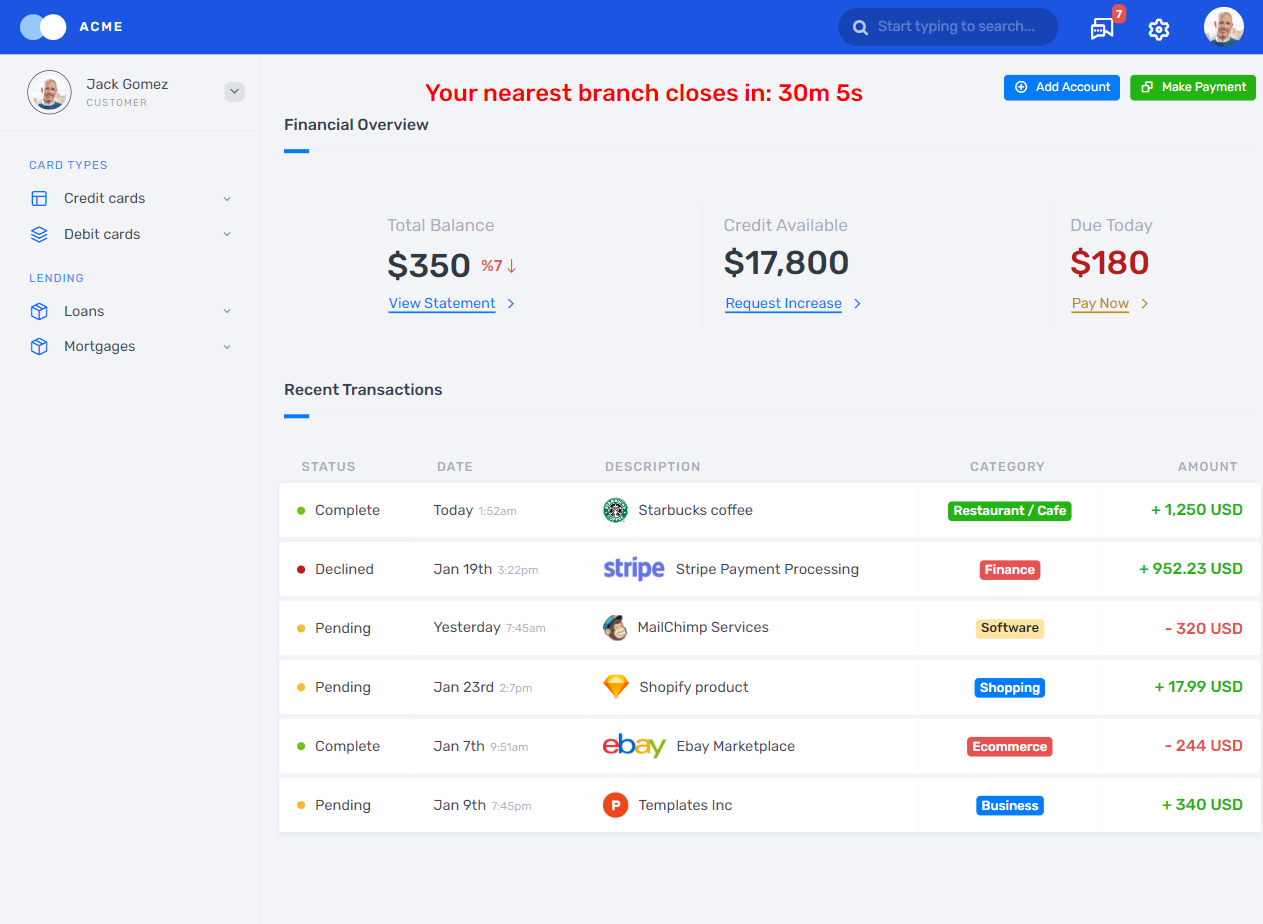 ACME
Start typing to search...
7
Jack Gomez
CUSTOMER
Your nearest branch closes in: 30m 5s
Add Account
Make Payment
Financial Overview
CARD TYPES
Credit cards
Debit cards
LENDING
Loans
Mortgages
Total Balance
$350 %7
View Statement
Credit Available
$17,800
Request Increase
Due Today
$180
Pay Now
Recent Transactions
STATUS DATE DESCRIPTION CATEGORY AMOUNT
Complete Today 1:52am Starbucks coffee Restaurant / Cafe + 1,250 USD
Declined Jan 19th 3:22pm stripe Stripe Payment Processing Finance + 952.23 USD
Pending Yesterday 7:45am MailChimp Services Software - 320 USD
Pending Jan 23rd 2:7pm Shopify product Shopping + 17.99 USD
Complete Jan 7th 9:51am ebay Ebay Marketplace Ecommerce - 244 USD
Pending Jan 9th 7:45pm P Templates Inc Business + 340 USD